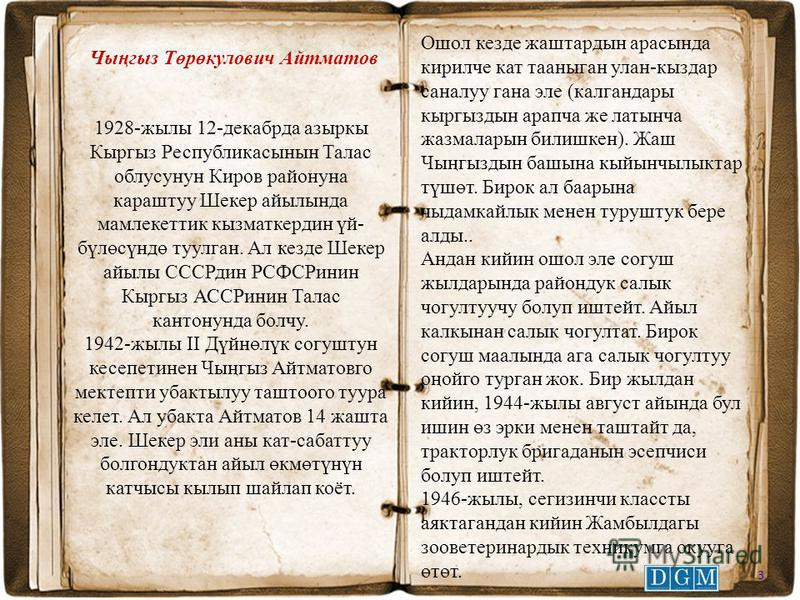 Чыңгыз Төрөкулович Айтматов
1928-жылы 12-декабрда азыркы
Кыргыз Республикасынын Талас
облусунун Киров районуна
караштуу Шекер айылында
мамлекеттик кызматкердин үй-
бүлөсүндө туулган. Ал кезде Шекер
айылы СССРдин РСФСРинин
Кыргыз АССРинин Талас
кантонунда болчу.
1942-жылы II Дүйнөлүк согуштун
кесепетинен Чыңгыз Айтматовго
мектепти убактылуу таштоого туура
келет. Ал убакта Айтматов 14 жашта
эле. Шекер эли аны кат-сабаттуу
болгондуктан айыл өкмөтүнүн
катчысы кылып шайлап коёт.
Ошол кезде жаштардын арасында
кирилче кат тааныган улан-кыздар
саналуу гана эле (калгандары
кыргыздын арапча же латынча
жазмаларын билишкен). Жаш
Чыңгыздын башына кыйынчылыктар
түшөт. Бирок ал баарына
чыдамкайлык менен туруштук бере
алды..
Андан кийин ошол эле согуш
жылдарында райондук салык
чогултуучу болуп иштейт. Айыл
калкынан салык чогултат. Бирок
согуш маалында ага салык чогултуу
оңойго турган жок. Бир жылдан
кийин, 1944-жылы август айында бул
ишин өз эрки менен таштайт да,
тракторлук бригаданын эсепчиси
болуп иштейт.
1946-жылы, сегизинчи классты
аяктагандан кийин Жамбылдагы
зооветеринардык техникумга окууга
өтөт.
MyShared
DGM
3